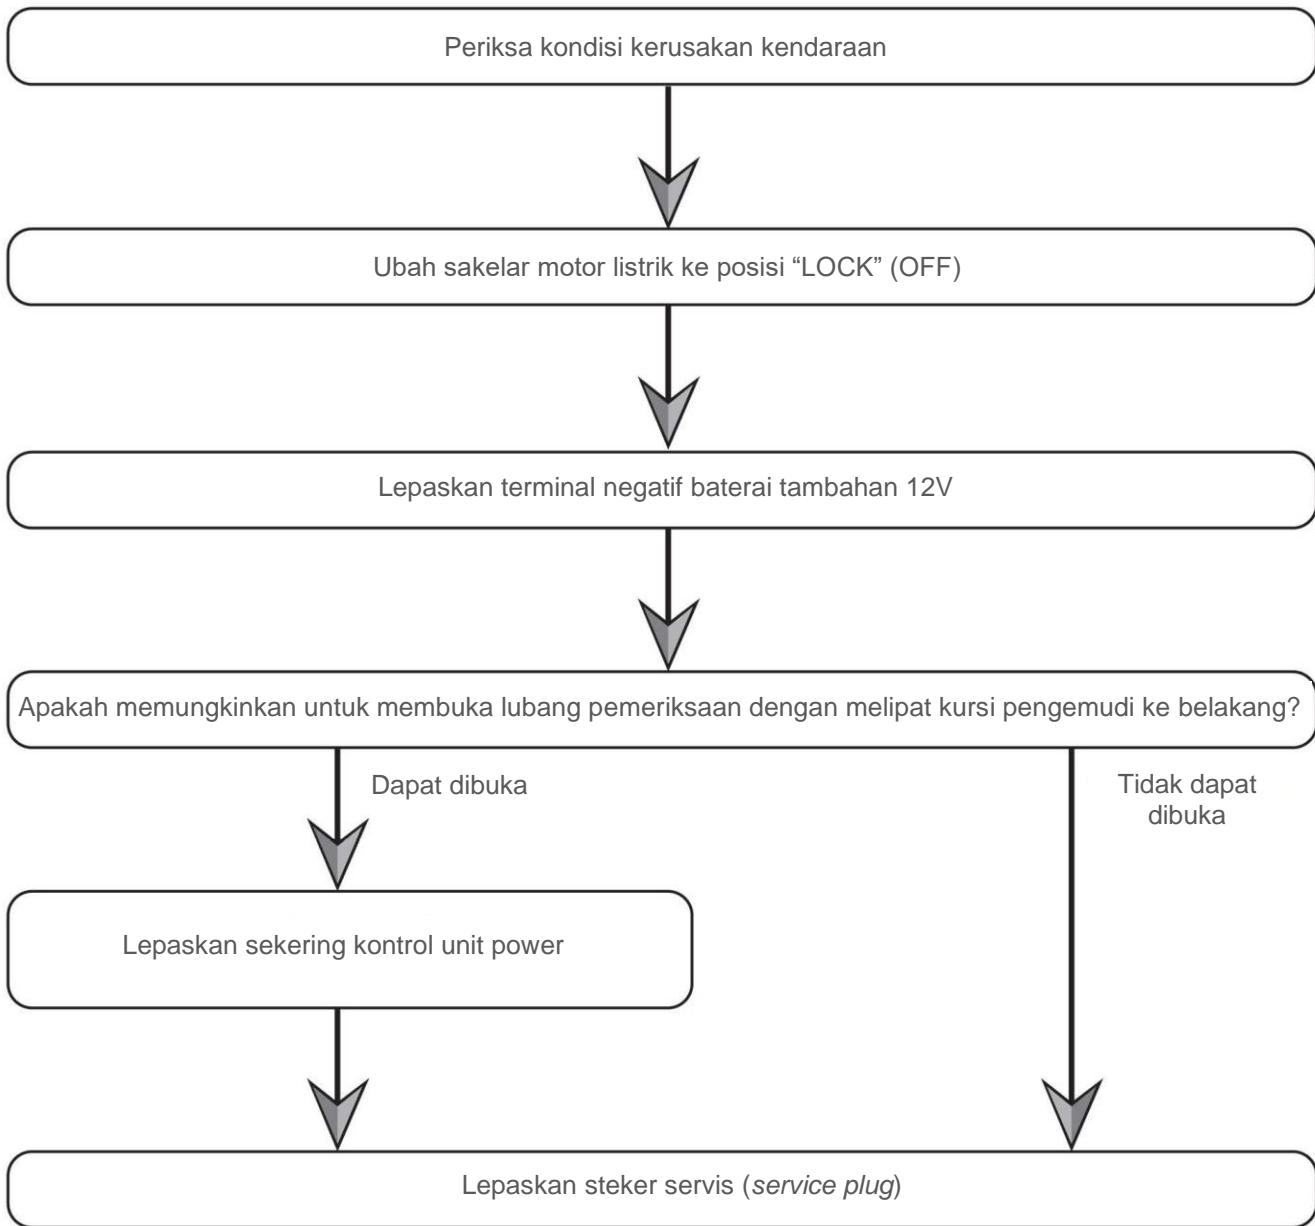 Periksa kondisi kerusakan kendaraan
Ubah sakelar motor listrik ke posisi “LOCK” (OFF)
Lepaskan terminal negatif baterai tambahan 12V
Apakah memungkinkan untuk membuka lubang pemeriksaan dengan melipat kursi pengemudi ke belakang?
Dapat dibuka
Tidak dapat
dibuka
Lepaskan sekering kontrol unit power
Lepaskan steker servis (service plug)